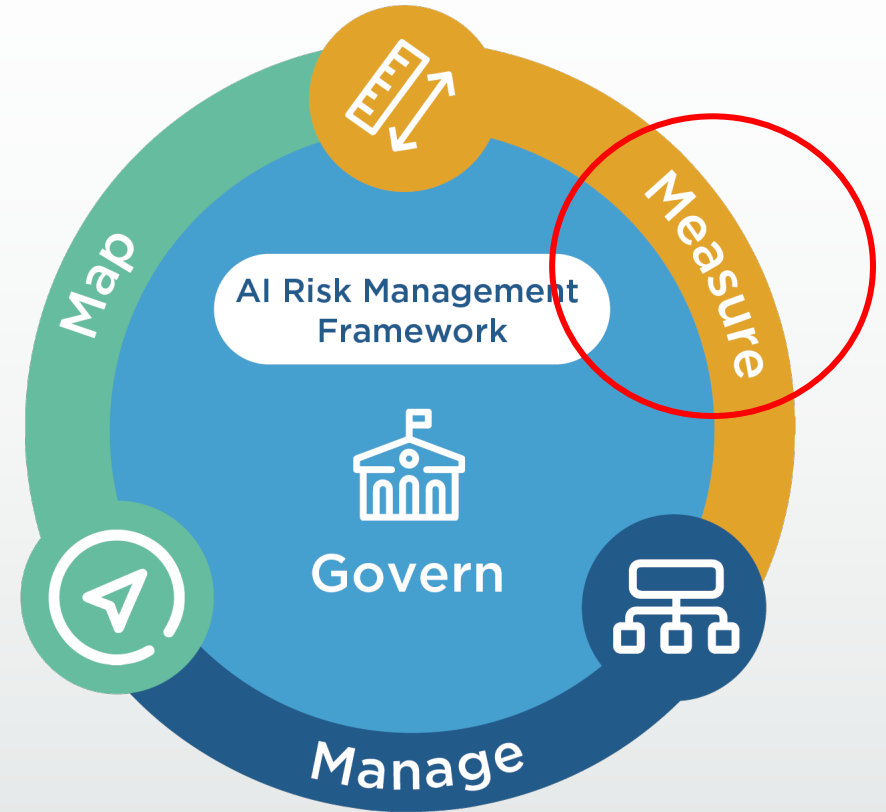 Measure
Map
AI Risk Management
Framework
Govern
Manage